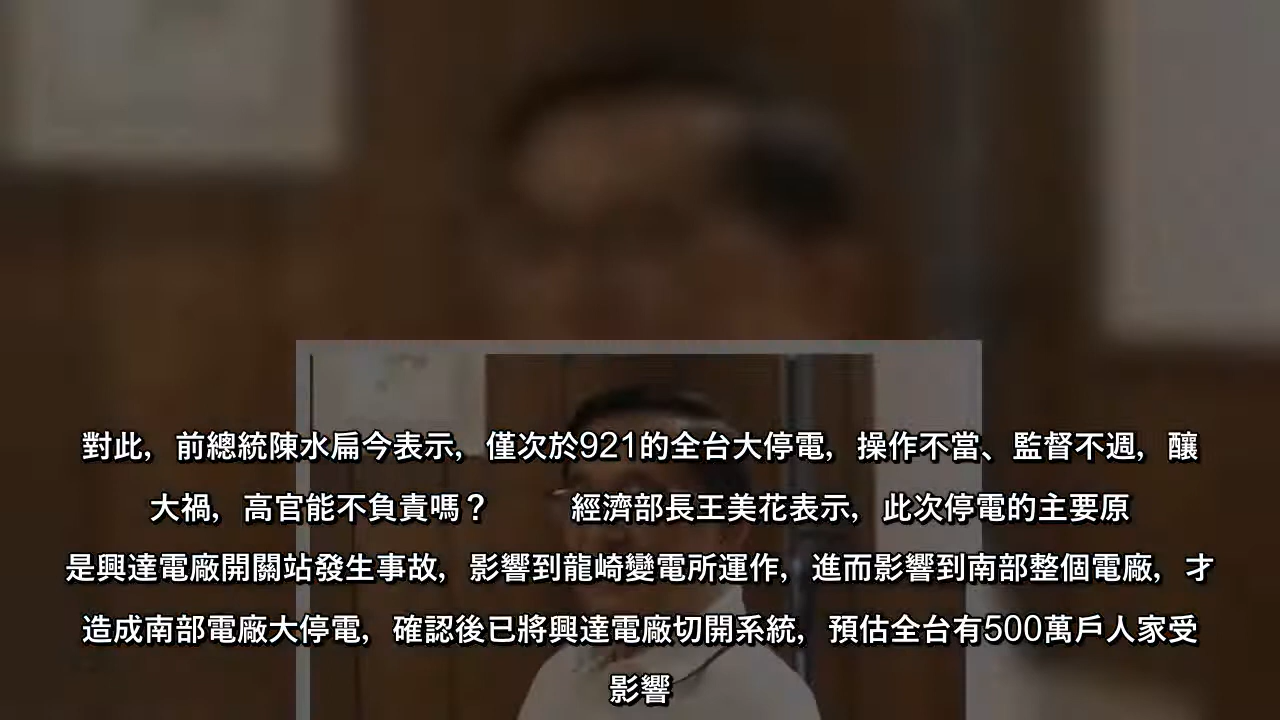 對此，前總統陳水扁今表示，僅次於921的全台大停電，操作不當、監督不週，釀
大禍，高官能不負責嗎？　　經濟部長王美花表示，此次停電的主要原
是興達電廠開關站發生事故，影響到龍崎變電所運作，進而影響到南部整個電廠，才
造成南部電廠大停電，確認後已將興達電廠切開系統，預估全台有500萬戶人家受
影響